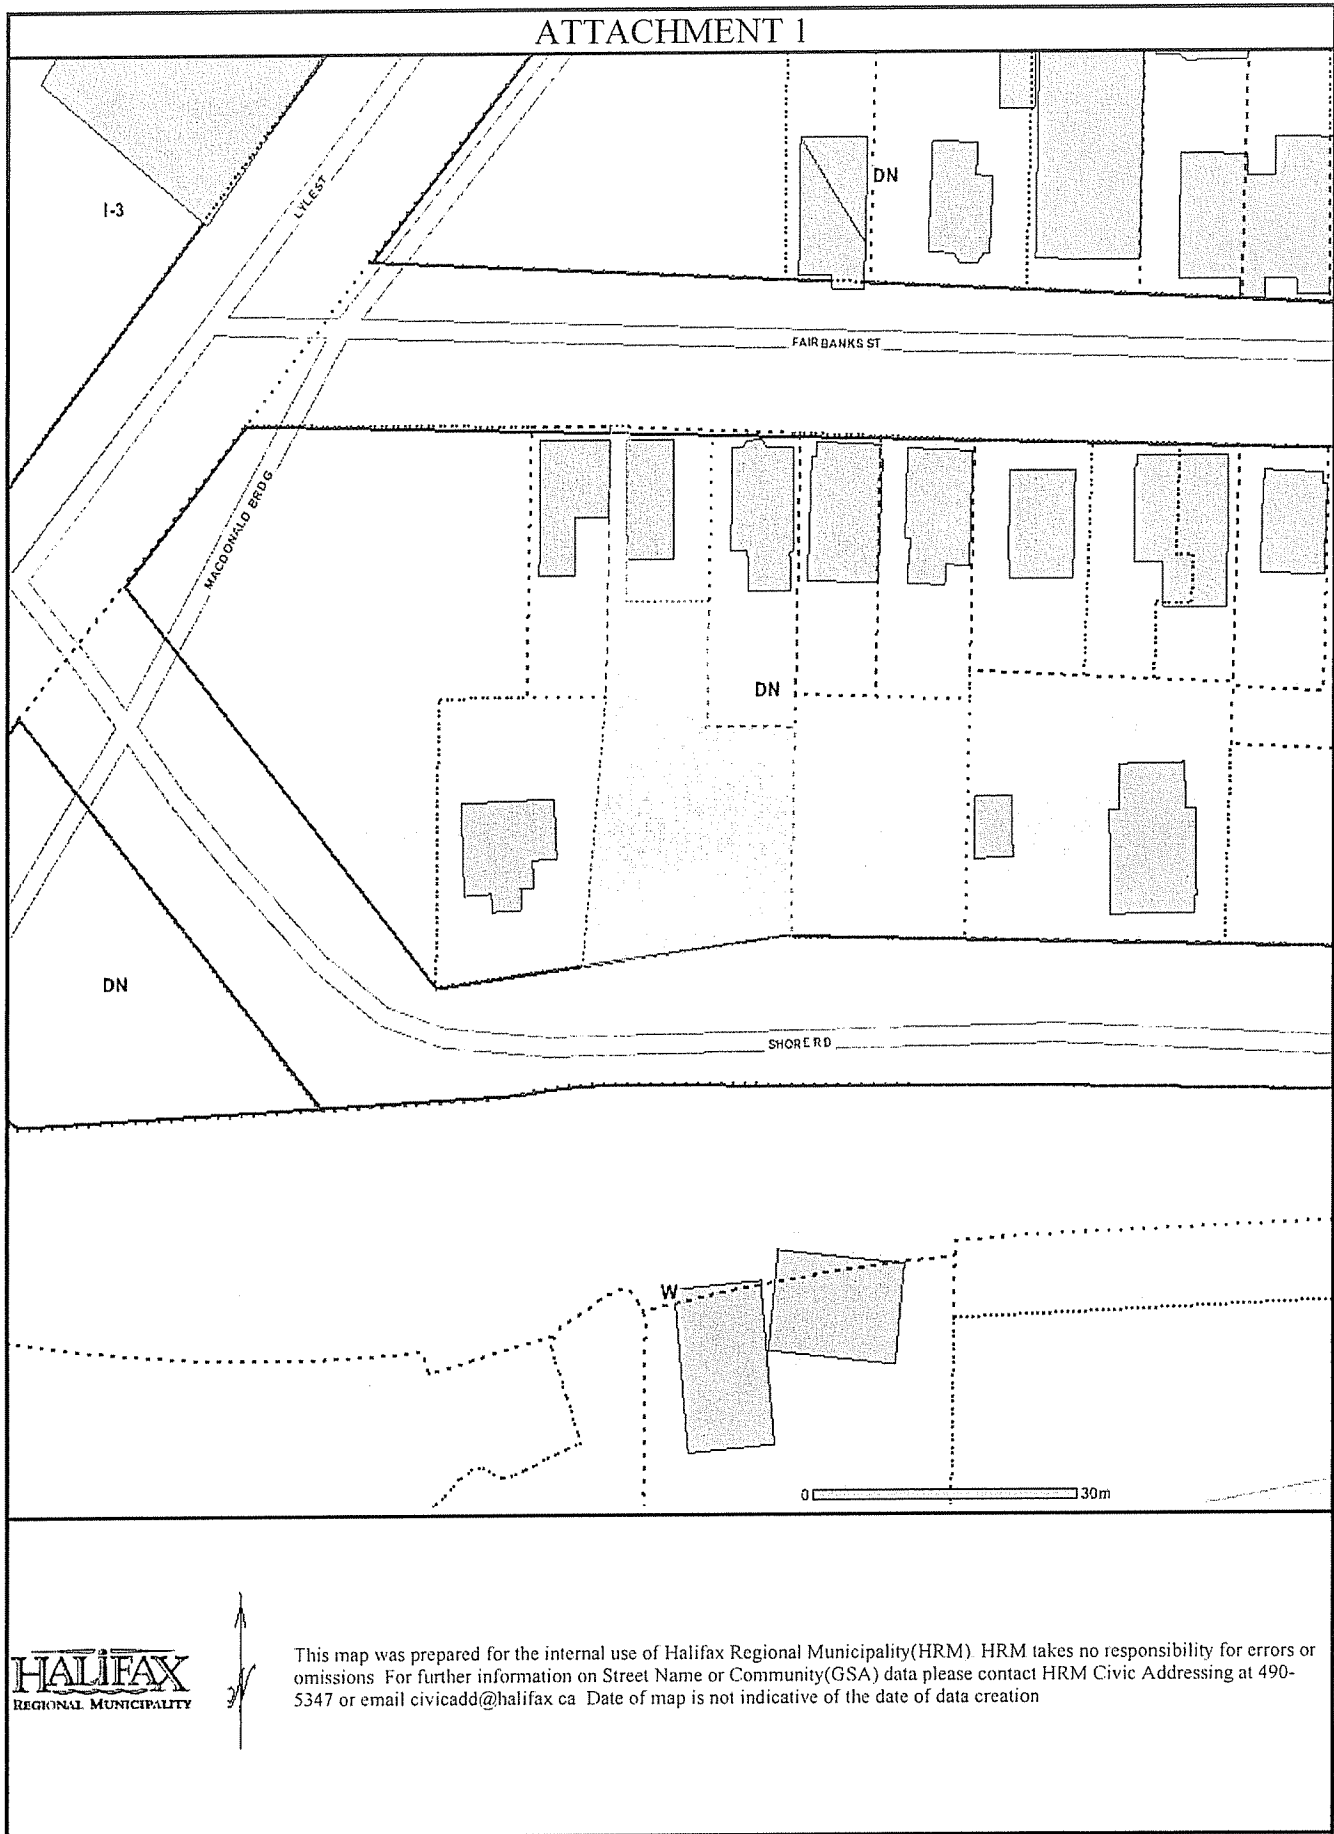 ATTACHMENT 1
I-3
LYLE ST
DN
FAIRBANKS ST
MACDONALD BRDG
DN
DN
SHORE RD
W
0 30m
HALIFAX
REGIONAL MUNICIPALITY
This map was prepared for the internal use of Halifax Regional Municipality(HRM) HRM takes no responsibility for errors or
omissions For further information on Street Name or Community(GSA) data please contact HRM Civic Addressing at 490-
5347 or email civicadd@halifax ca Date of map is not indicative of the date of data creation